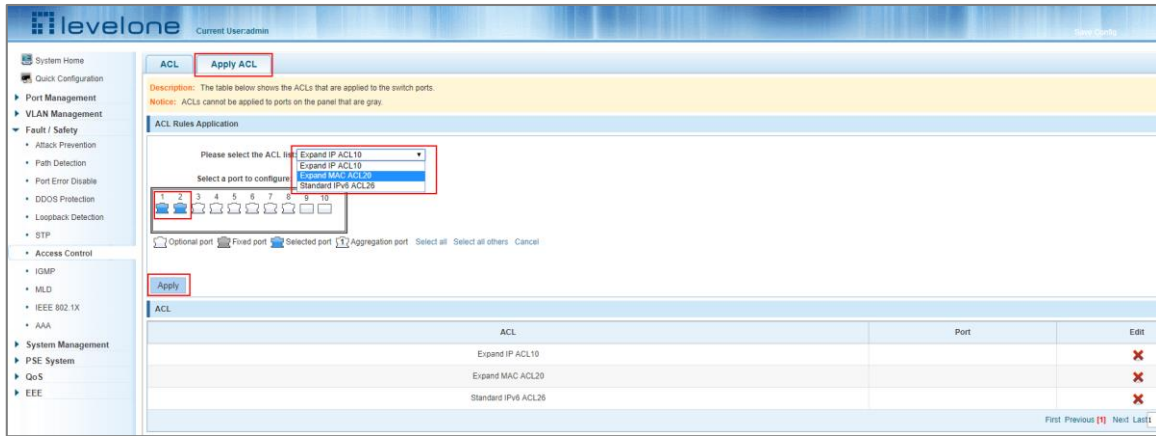 levelone Current User:admin Save Config
System Home
Quick Configuration
Port Management
VLAN Management
Fault / Safety
Attack Prevention
Path Detection
Port Error Disable
DDOS Protection
Loopback Detection
STP
Access Control
IGMP
MLD
IEEE 802.1X
AAA
System Management
PSE System
QoS
EEE
ACL Apply ACL
Description: The table below shows the ACLs that are applied to the switch ports.
Notice: ACLs cannot be applied to ports on the panel that are gray.
ACL Rules Application
Please select the ACL list: Expand IP ACL10
Expand IP ACL10
Expand MAC ACL20
Standard IPv6 ACL26
Select a port to configure:
1 2 3 4 5 6 7 8 9 10
Optional port Fixed port Selected port 1 Aggregation port Select all Select all others Cancel
Apply
ACL
ACL Port Edit
Expand IP ACL10
Expand MAC ACL20
Standard IPv6 ACL26
First Previous [1] Next Last 1